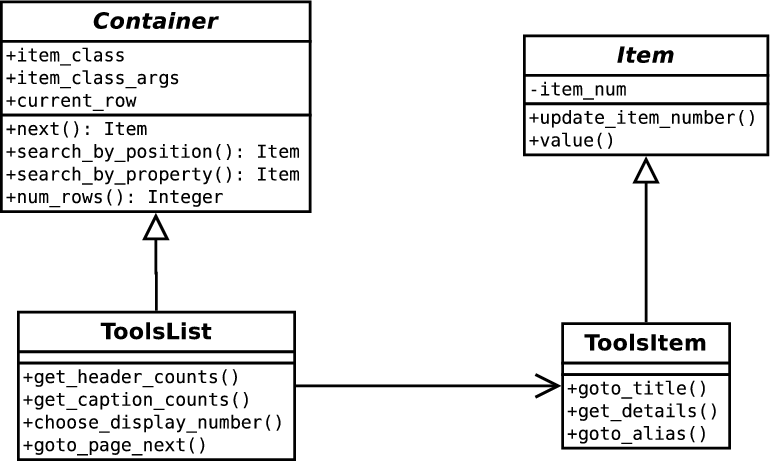 Container
+item_class
+item_class_args
+current_row
+next(): Item
+search_by_position(): Item
+search_by_property(): Item
+num_rows(): Integer
Item
-item_num
+update_item_number()
+value()
ToolsList
+get_header_counts()
+get_caption_counts()
+choose_display_number()
+goto_page_next()
ToolsItem
+goto_title()
+get_details()
+goto_alias()